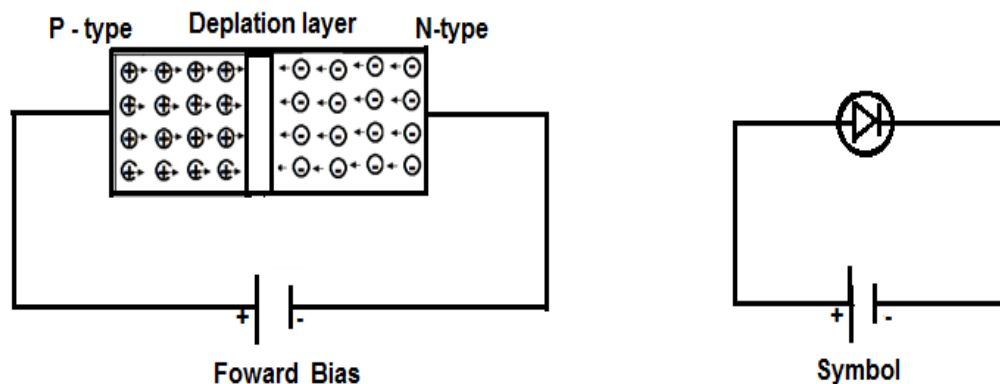 P - type
Deplation layer
N-type
+
-
Foward Bias
+
-
Symbol